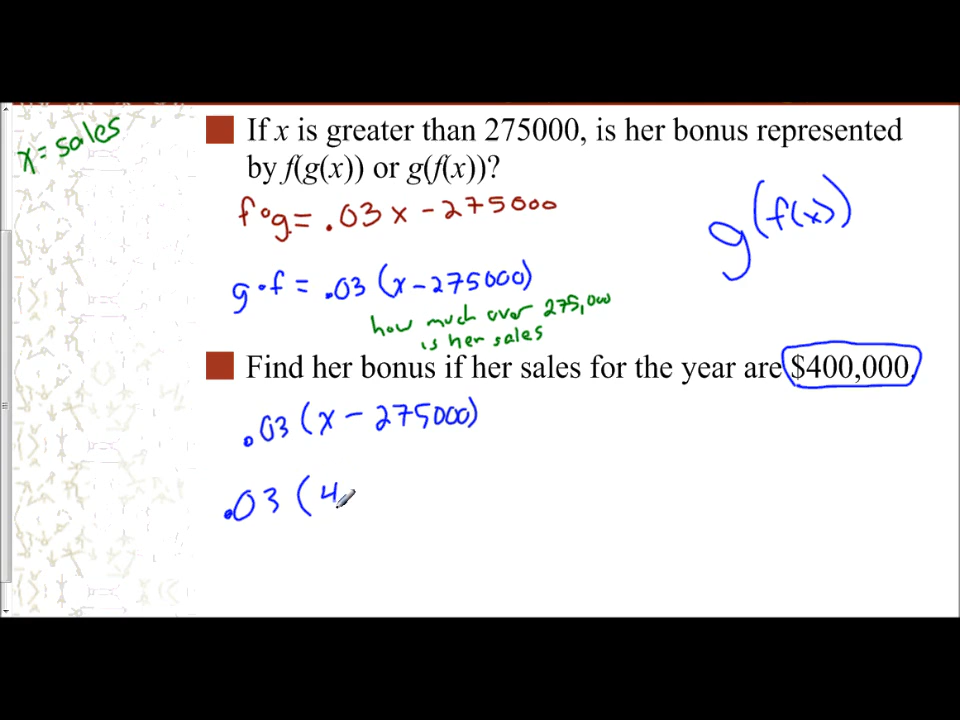 x = sales
If x is greater than 275000, is her bonus represented
by f(g(x)) or g(f(x))?
f∘g = .03x - 275000
g(f(x))
g∘f = .03 (x - 275000)
how much over 275,000
is her sales
Find her bonus if her sales for the year are $400,000.
.03 (x - 275000)
.03 (4